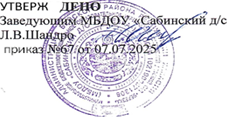 УТВЕРЖ ДЕНО
Заведующий МБДОУ «Сабинский д/с
Л.В.Шандро
приказ №67 от 07.07.2025